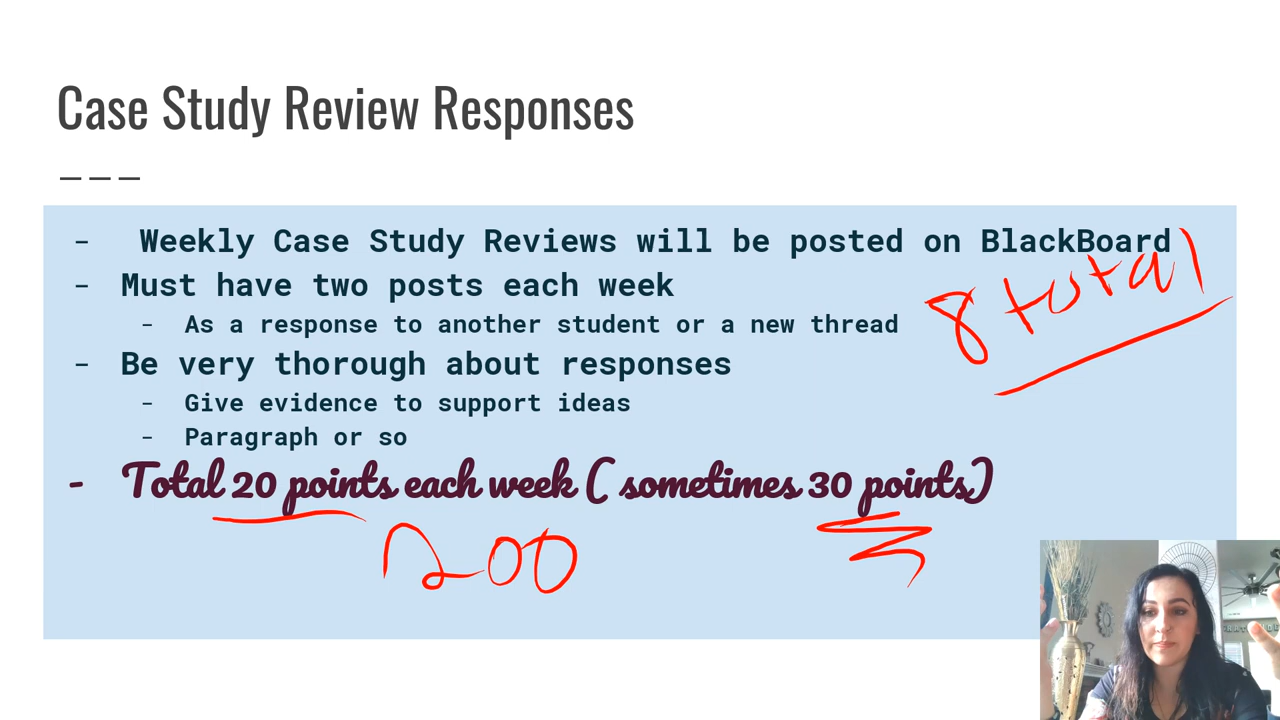 Case Study Review Responses
- Weekly Case Study Reviews will be posted on BlackBoard
- Must have two posts each week
8 total
- As a response to another student or a new thread
- Be very thorough about responses
- Give evidence to support ideas
- Paragraph or so
- Total 20 points each week ( sometimes 30 points)
200